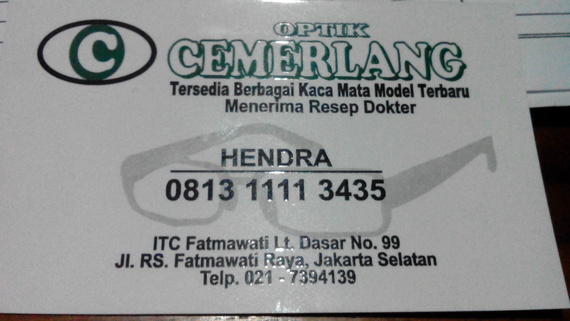 C
OPTIK
CEMERLANG
Tersedia Berbagai Kaca Mata Model Terbaru
Menerima Resep Dokter
HENDRA
0813 1111 3435
ITC Fatmawati Lt. Dasar No. 99
Jl. RS. Fatmawati Raya, Jakarta Selatan
Telp. 021 - 7394139